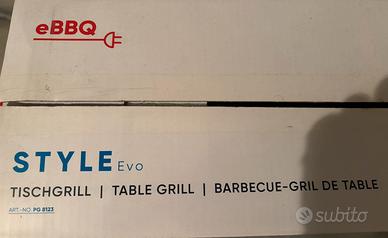 eBBQ
STYLE Evo
TISCHGRILL | TABLE GRILL | BARBECUE-GRIL DE TABLE
ART.-NO. PG 8123
subito